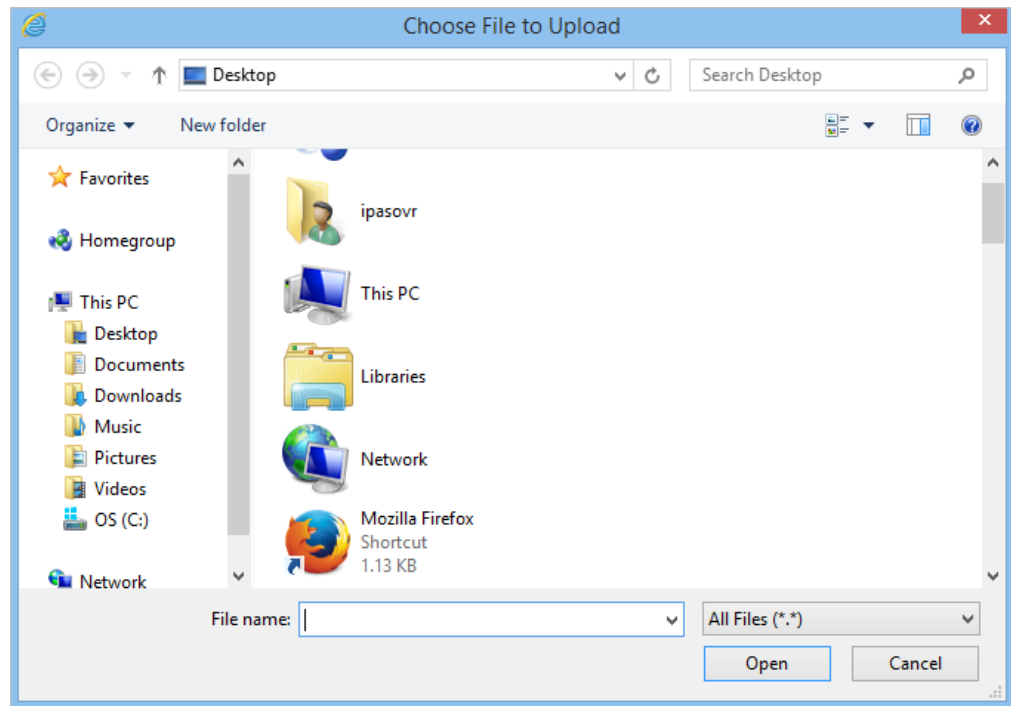 Choose File to Upload
Desktop
Search Desktop
Organize
New folder
Favorites
Homegroup
This PC
Desktop
Documents
Downloads
Music
Pictures
Videos
OS (C:)
Network
ipasovr
This PC
Libraries
Network
Mozilla Firefox
Shortcut
1.13 KB
File name:
All Files (*.*)
Open
Cancel